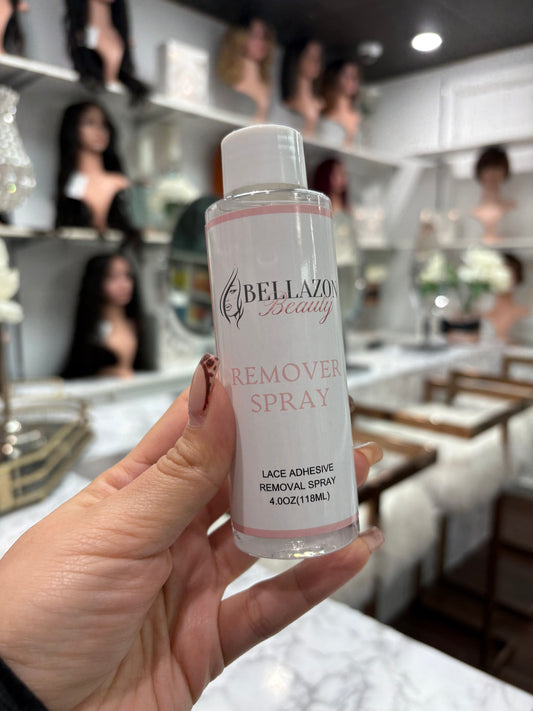 BELLAZON
Beauty
REMOVER
SPRAY
LACE ADHESIVE
REMOVAL SPRAY
4.0OZ(118ML)